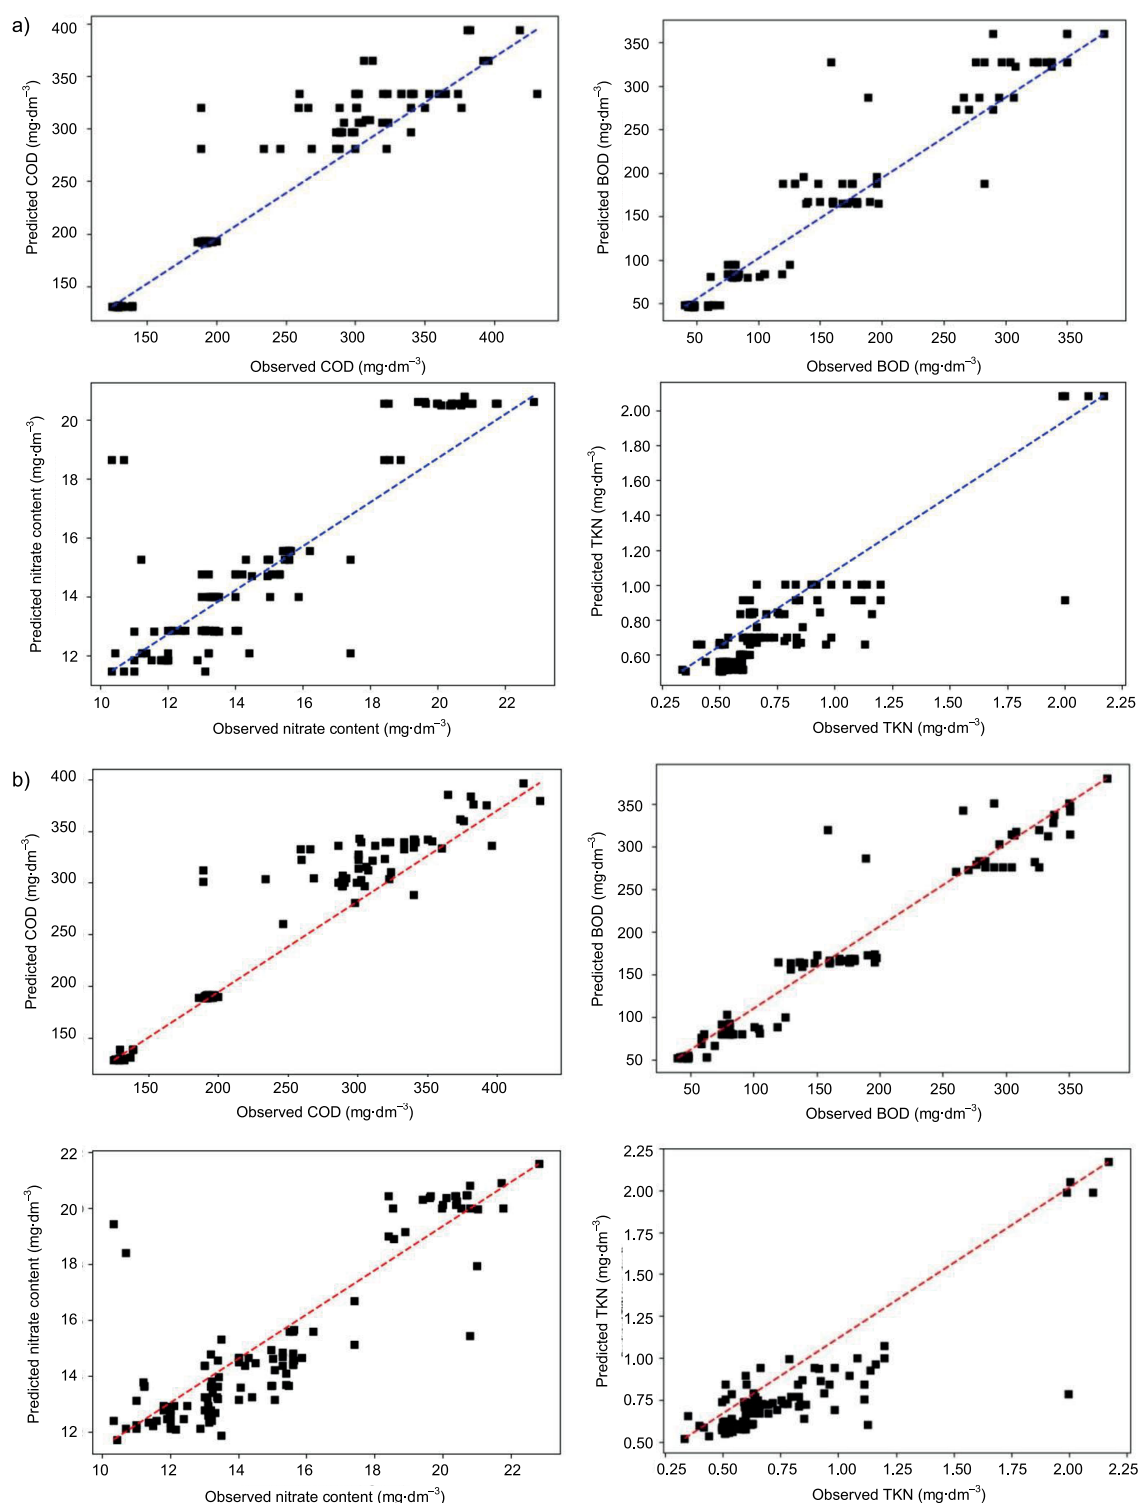 a)
400
350
300
250
200
150
Predicted COD (mg·dm⁻³)
150 200 250 300 350 400
Observed COD (mg·dm⁻³)
350
300
250
200
150
100
50
Predicted BOD (mg·dm⁻³)
50 100 150 200 250 300 350
Observed BOD (mg·dm⁻³)
20
18
16
14
12
Predicted nitrate content (mg·dm⁻³)
10 12 14 16 18 20 22
Observed nitrate content (mg·dm⁻³)
2.00
1.80
1.60
1.40
1.20
1.00
0.80
0.60
Predicted TKN (mg·dm⁻³)
0.25 0.50 0.75 1.00 1.25 1.50 1.75 2.00 2.25
Observed TKN (mg·dm⁻³)
b)
400
350
300
250
200
150
Predicted COD (mg·dm⁻³)
150 200 250 300 350 400
Observed COD (mg·dm⁻³)
350
300
250
200
150
100
50
Predicted BOD (mg·dm⁻³)
50 100 150 200 250 300 350
Observed BOD (mg·dm⁻³)
22
20
18
16
14
12
Predicted nitrate content (mg·dm⁻³)
10 12 14 16 18 20 22
Observed nitrate content (mg·dm⁻³)
2.25
2.00
1.75
1.50
1.25
1.00
0.75
0.50
Predicted TKN (mg·dm⁻³)
0.25 0.50 0.75 1.00 1.25 1.50 1.75 2.00 2.25
Observed TKN (mg·dm⁻³)